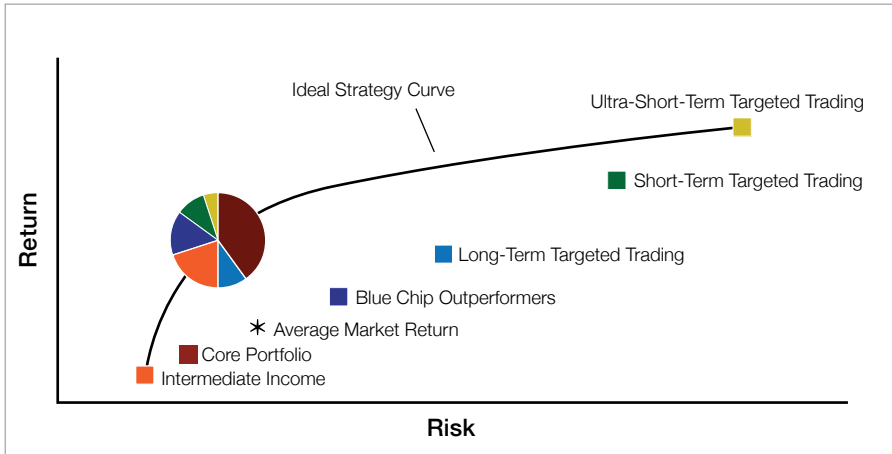 Ideal Strategy Curve
Ultra-Short-Term Targeted Trading
Short-Term Targeted Trading
Long-Term Targeted Trading
Blue Chip Outperformers
Average Market Return
Core Portfolio
Intermediate Income
Return
Risk